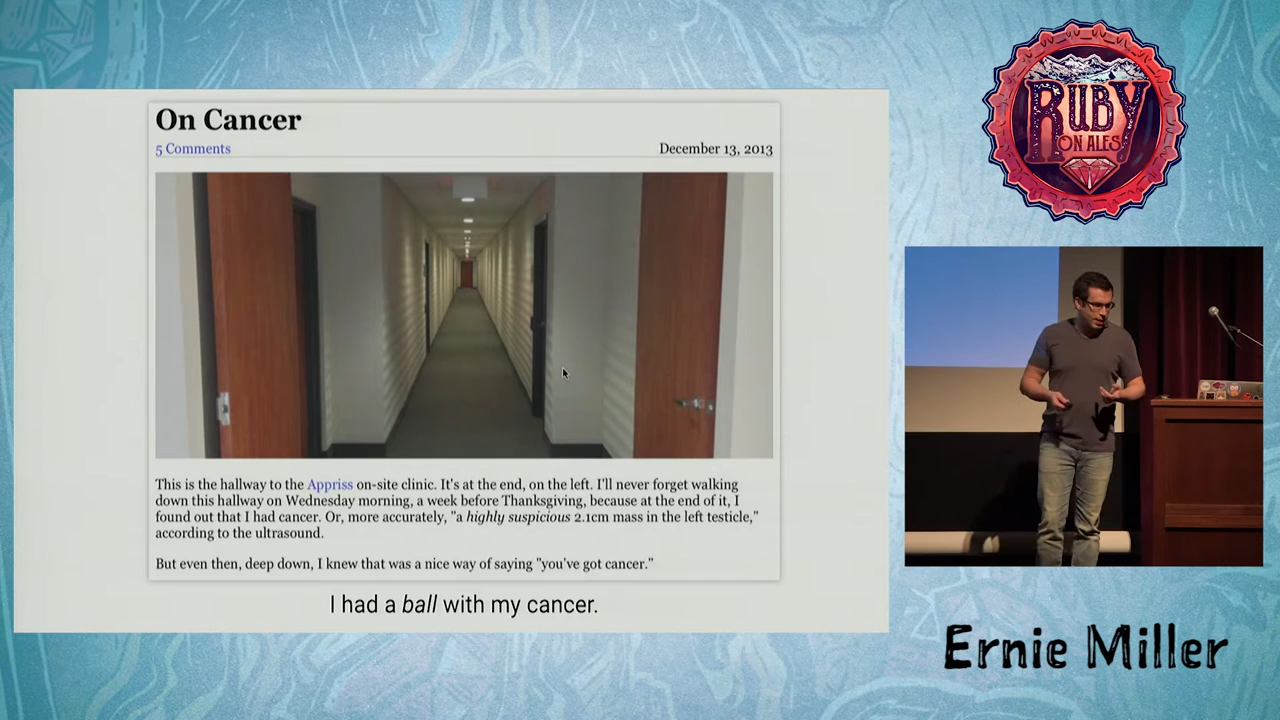 On Cancer
5 Comments
December 13, 2013
This is the hallway to the Appriss on-site clinic. It's at the end, on the left. I'll never forget walking
down this hallway on Wednesday morning, a week before Thanksgiving, because at the end of it, I
found out that I had cancer. Or, more accurately, "a highly suspicious 2.1cm mass in the left testicle,"
according to the ultrasound.
But even then, deep down, I knew that was a nice way of saying "you've got cancer."
I had a ball with my cancer.
RUBY
ON ALES
Ernie Miller